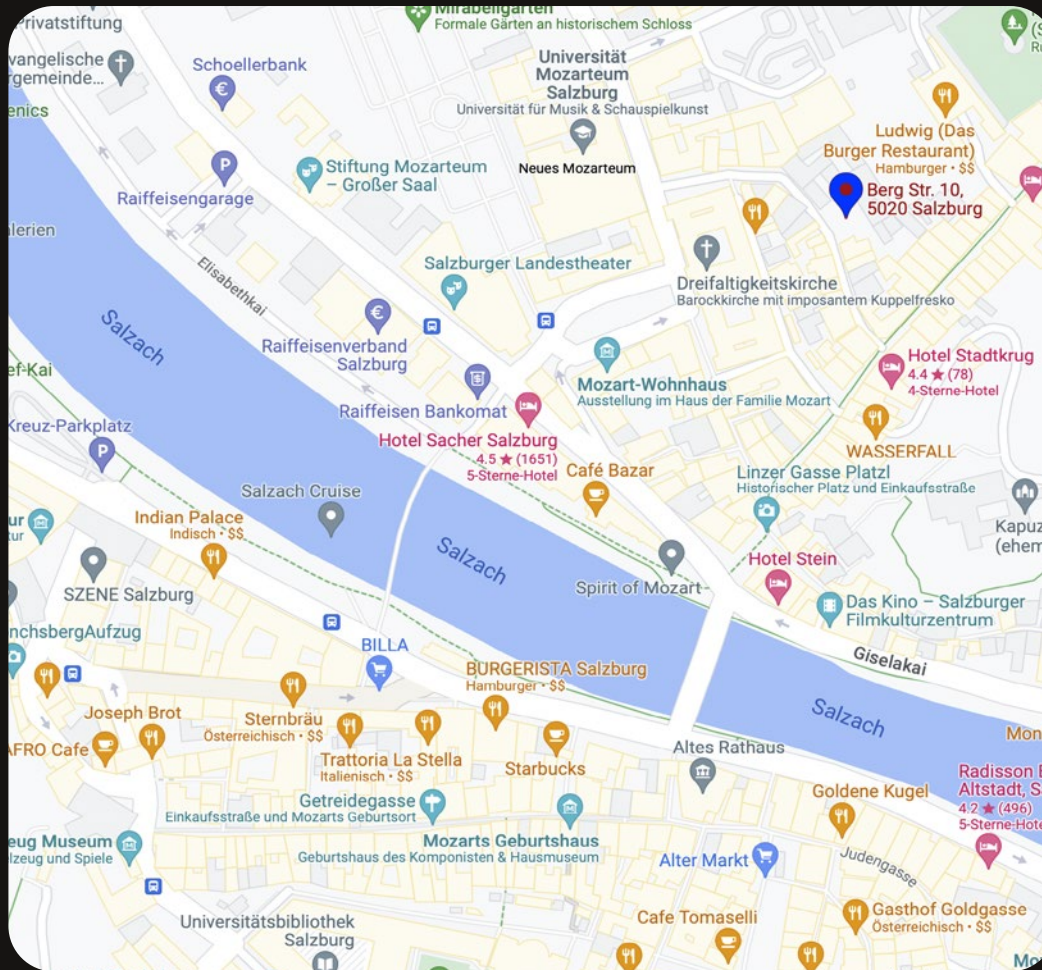 Privatstiftung
Mirabellgarten
Formale Gärten an historischem Schloss
vangelische
rgemeinde...
Schoellerbank
Universität
Mozarteum
Salzburg
Universität für Musik & Schauspielkunst
Neues Mozarteum
Ludwig (Das
Burger Restaurant)
Hamburger • $$
enics
Stiftung Mozarteum
– Großer Saal
Raiffeisengarage
Berg Str. 10,
5020 Salzburg
alerien
Elisabethkai
Salzburger Landestheater
Dreifaltigkeitskirche
Barockkirche mit imposantem Kuppelfresko
Salzach
Raiffeisenverband
Salzburg
ef-Kai
Mozart-Wohnhaus
Ausstellung im Haus der Familie Mozart
Hotel Stadtkrug
4.4 ★ (78)
4-Sterne-Hotel
Raiffeisen Bankomat
Kreuz-Parkplatz
Hotel Sacher Salzburg
4.5 ★ (1651)
5-Sterne-Hotel
WASSERFALL
Café Bazar
Linzer Gasse Platzl
Historischer Platz und Einkaufsstraße
Salzach Cruise
Indian Palace
Indisch • $$
ur
tur
Kapuz
(ehem
Salzach
Hotel Stein
SZENE Salzburg
Spirit of Mozart
Das Kino – Salzburger
Filmkulturzentrum
nchsbergAufzug
BILLA
Giselakai
BURGERISTA Salzburg
Hamburger • $$
Joseph Brot
Sternbräu
Österreichisch • $$
Salzach
AFRO Cafe
Trattoria La Stella
Italienisch • $$
Starbucks
Altes Rathaus
Mon
Radisson B
Altstadt, S
4.2 ★ (496)
5-Sterne-Hote
Getreidegasse
Einkaufsstraße und Mozarts Geburtsort
Goldene Kugel
eug Museum
elzeug und Spiele
Mozarts Geburtshaus
Geburtshaus des Komponisten & Hausmuseum
Alter Markt
Judengasse
Universitätsbibliothek
Salzburg
Cafe Tomaselli
Gasthof Goldgasse
Österreichisch • $$
Mo